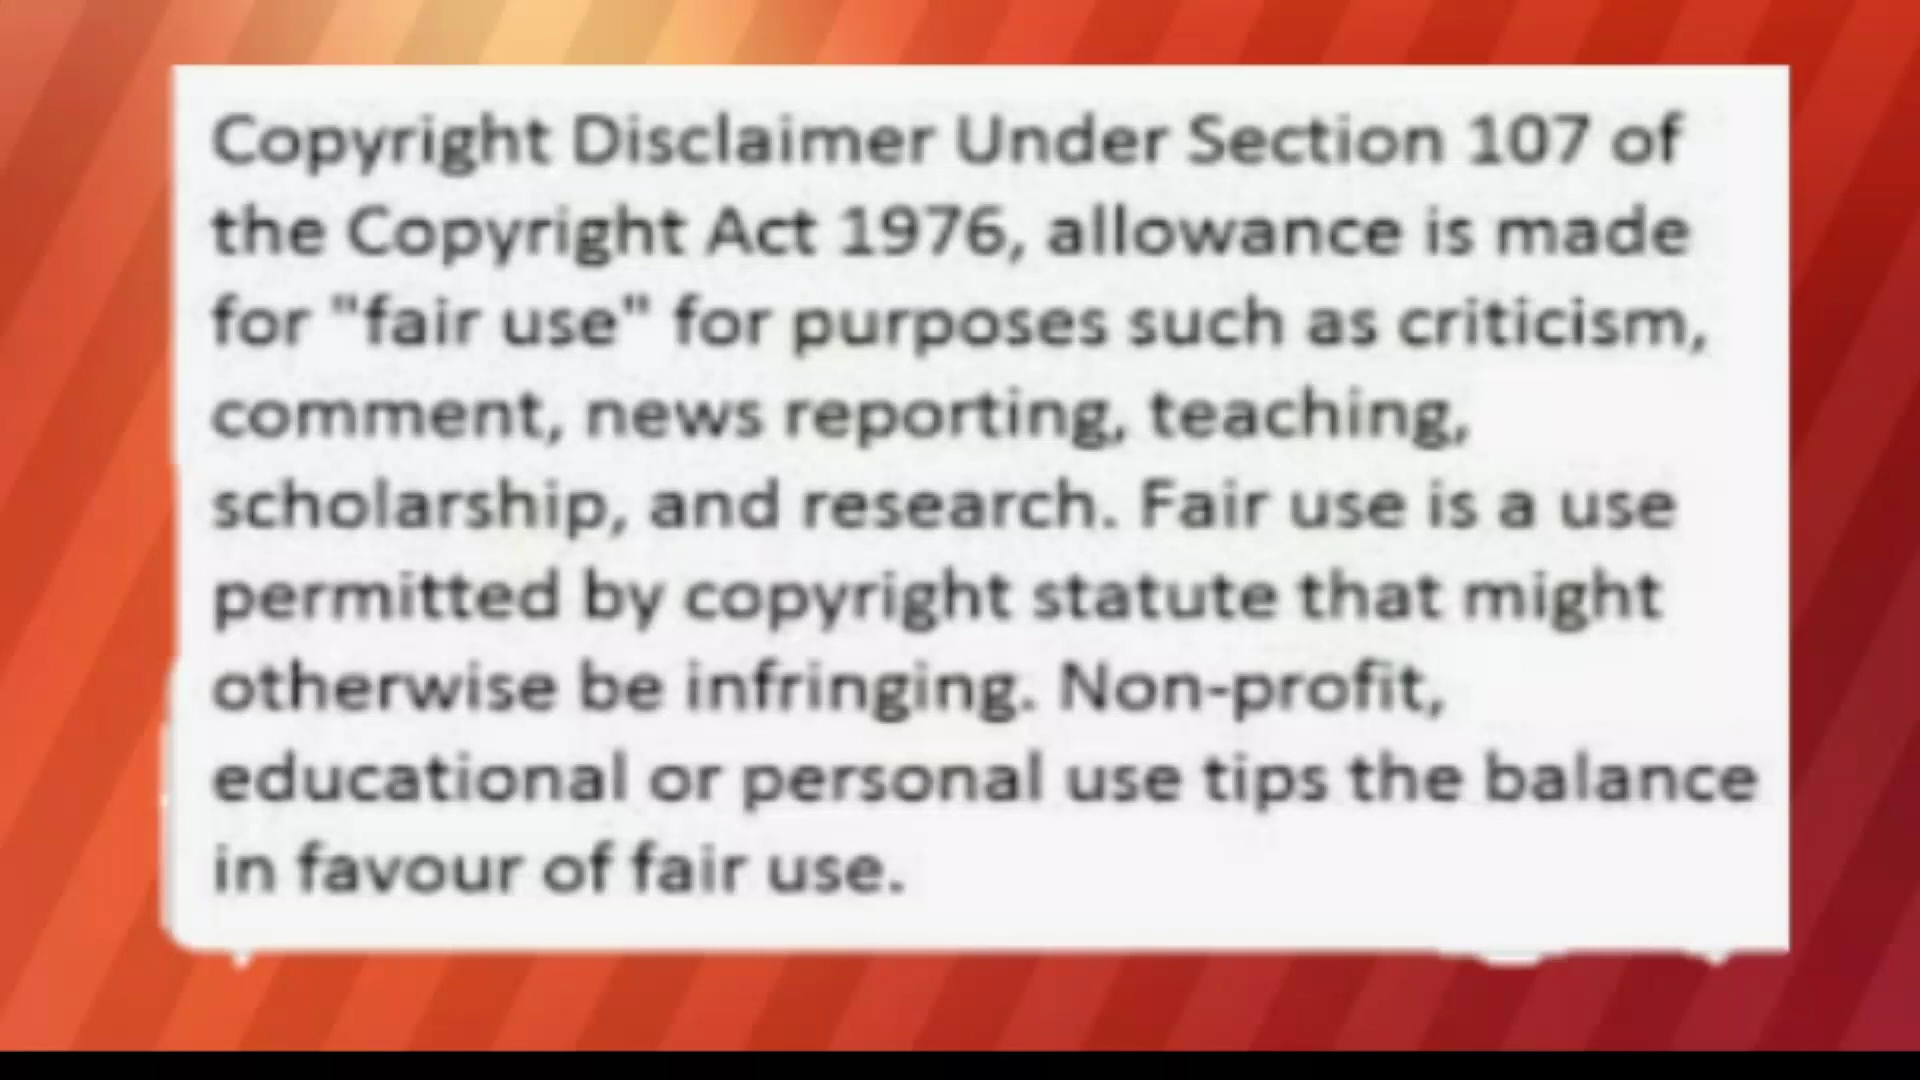 Copyright Disclaimer Under Section 107 of
the Copyright Act 1976, allowance is made
for "fair use" for purposes such as criticism,
comment, news reporting, teaching,
scholarship, and research. Fair use is a use
permitted by copyright statute that might
otherwise be infringing. Non-profit,
educational or personal use tips the balance
in favour of fair use.